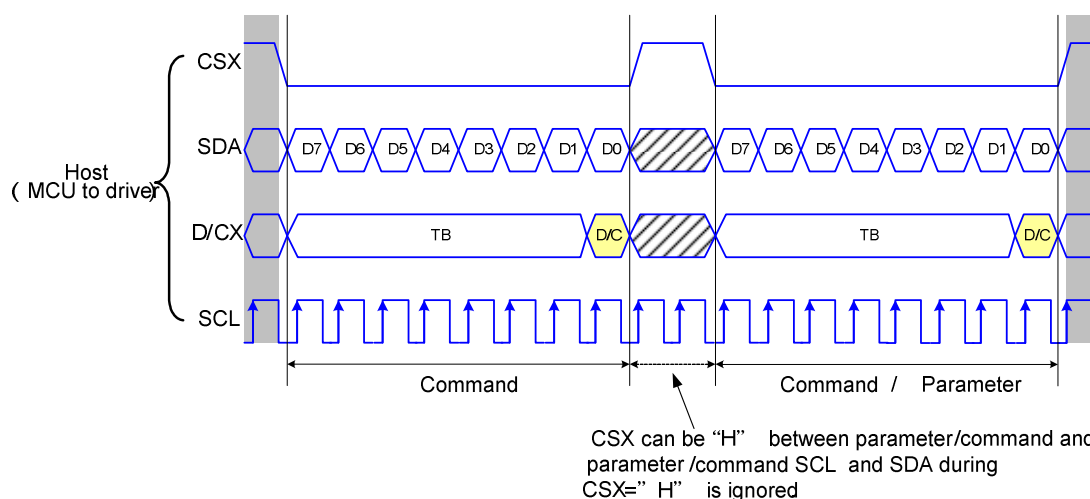 CSX
SDA
D7 D6 D5 D4 D3 D2 D1 D0 D7 D6 D5 D4 D3 D2 D1 D0
Host
( MCU to driver)
D/CX
TB D/C TB D/C
SCL
Command Command / Parameter
CSX can be “H” between parameter/command and
parameter /command SCL and SDA during
CSX=” H” is ignored